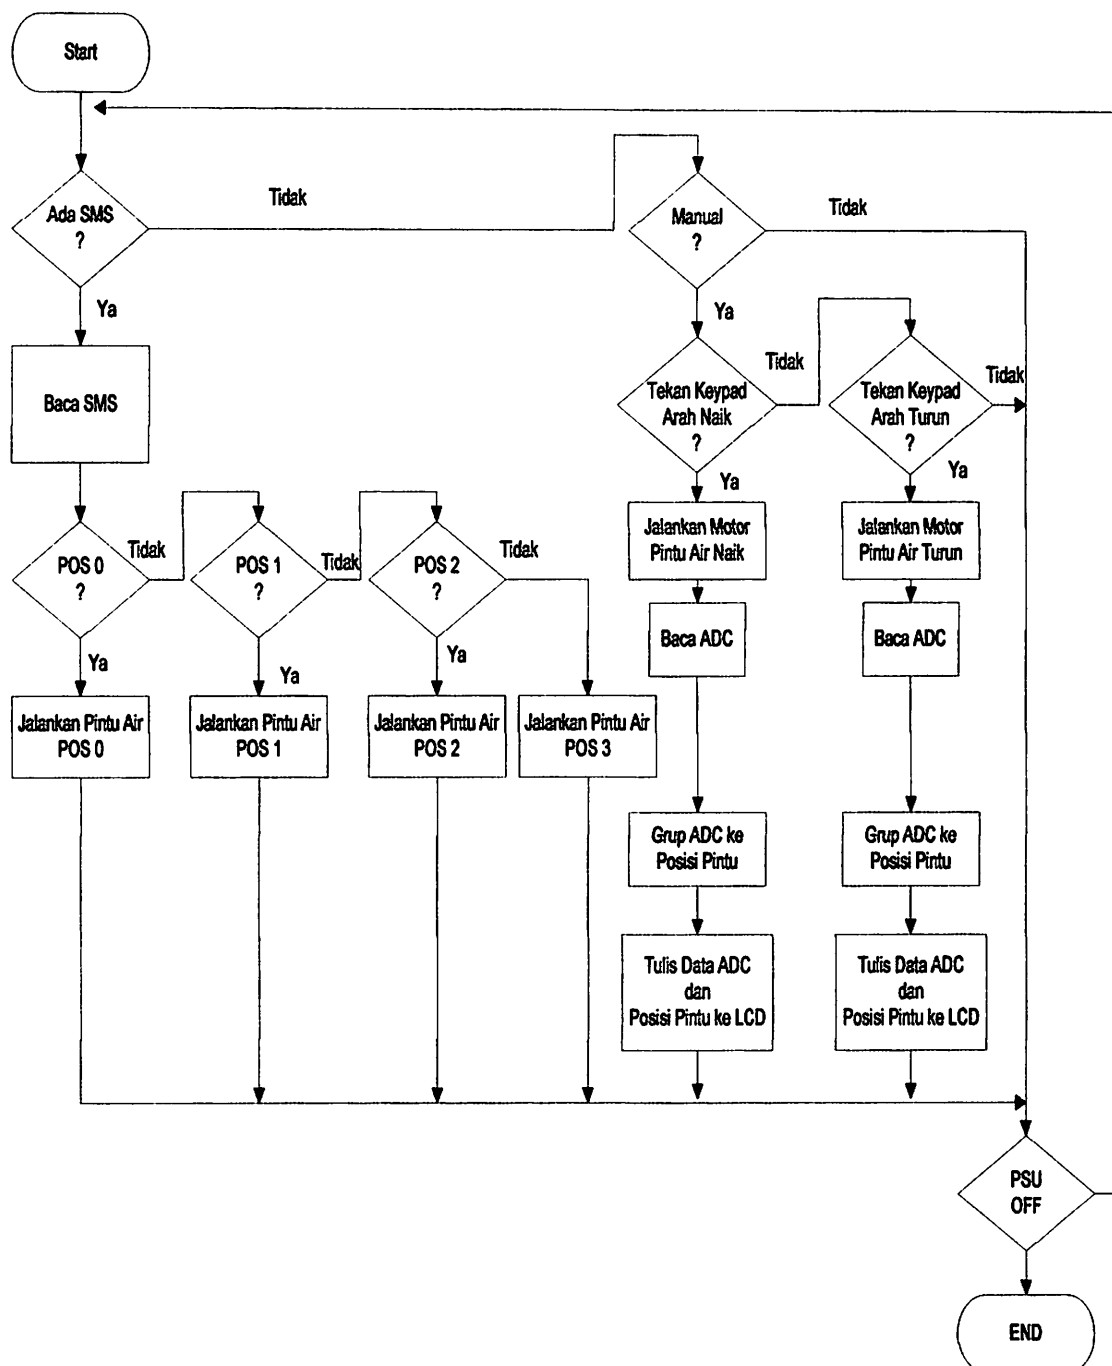 Start
Ada SMS
?
Tidak
Ya
Manual
?
Tidak
Ya
Baca SMS
Tekan Keypad
Arah Naik
?
Tidak
Ya
Tekan Keypad
Arah Turun
?
Tidak
Ya
POS 0
?
Tidak
Ya
POS 1
?
Tidak
Ya
POS 2
?
Tidak
Ya
Jalankan Motor
Pintu Air Naik
Jalankan Motor
Pintu Air Turun
Baca ADC
Baca ADC
Jalankan Pintu Air
POS 0
Jalankan Pintu Air
POS 1
Jalankan Pintu Air
POS 2
Jalankan Pintu Air
POS 3
Grup ADC ke
Posisi Pintu
Grup ADC ke
Posisi Pintu
Tulis Data ADC
dan
Posisi Pintu ke LCD
Tulis Data ADC
dan
Posisi Pintu ke LCD
PSU
OFF
END